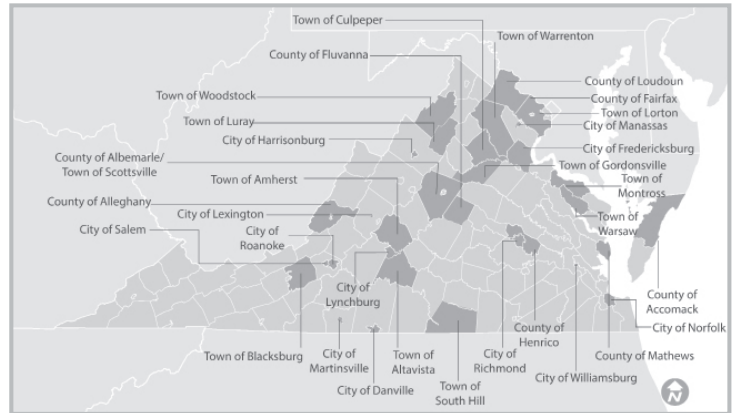 Town of Culpeper
Town of Warrenton
County of Fluvanna
County of Loudoun
Town of Woodstock
County of Fairfax
Town of Lorton
Town of Luray
City of Manassas
City of Harrisonburg
City of Fredericksburg
County of Albemarle/
Town of Scottsville
Town of Gordonsville
Town of Amherst
Town of
Montross
County of Alleghany
City of Lexington
Town of
Warsaw
City of Salem
City of
Roanoke
City of
Lynchburg
County of
Accomack
City of Norfolk
County of
Henrico
Town of Blacksburg
City of
Martinsville
Town of
Altavista
City of
Richmond
County of Mathews
City of Danville
Town of
South Hill
City of Williamsburg
N